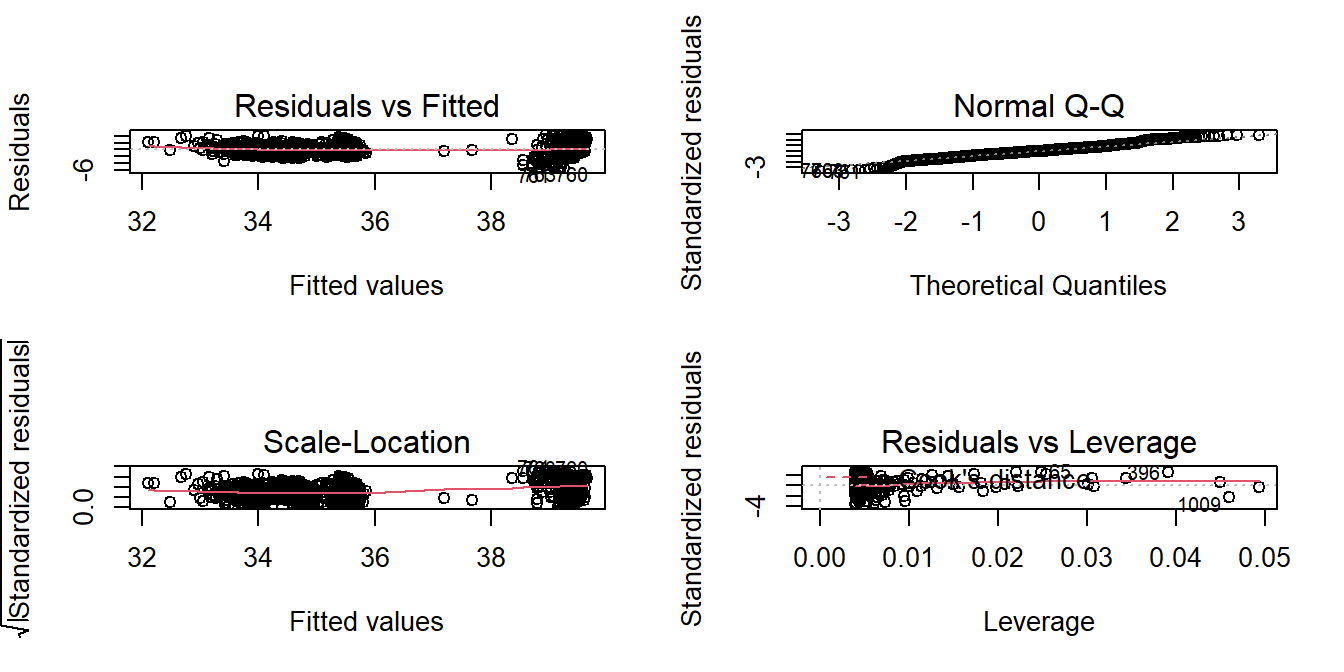 Residuals vs Fitted
Residuals
-6
760
32 34 36 38
Fitted values
Normal Q-Q
Standardized residuals
-3
-3 -2 -1 0 1 2 3
Theoretical Quantiles
Scale-Location
√|Standardized residuals|
0.0
32 34 36 38
Fitted values
Residuals vs Leverage
Standardized residuals
-4
Cook's distance
396
1009
0.00 0.01 0.02 0.03 0.04 0.05
Leverage